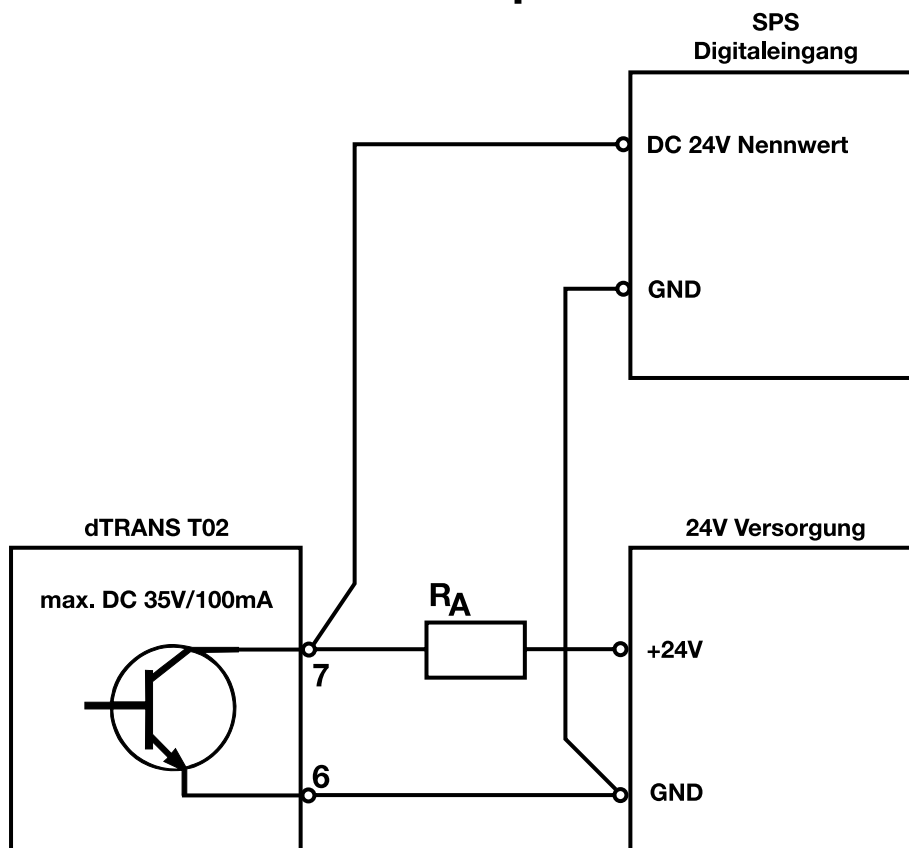 SPS
Digitaleingang
DC 24V Nennwert
GND
dTRANS T02
24V Versorgung
max. DC 35V/100mA
RA
+24V
7
6
GND